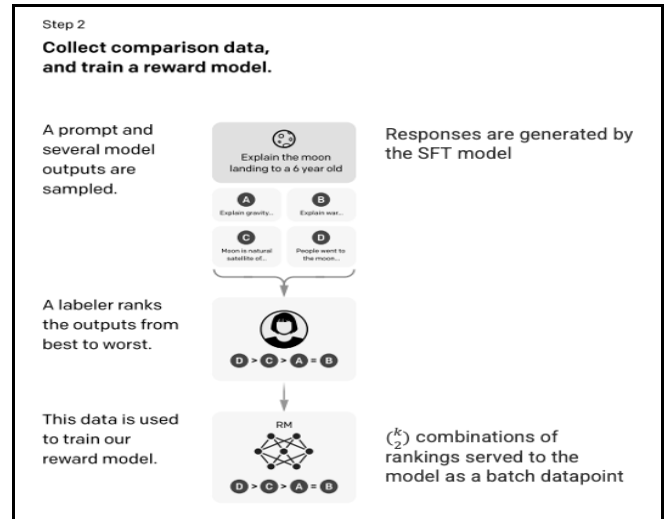 Step 2
Collect comparison data,
and train a reward model.
A prompt and
several model
outputs are
sampled.
Explain the moon
landing to a 6 year old
A
Explain gravity...
B
Explain war...
C
Moon is natural
satellite of...
D
People went to
the moon...
Responses are generated by
the SFT model
A labeler ranks
the outputs from
best to worst.
D > C > A = B
This data is used
to train our
reward model.
RM
D > C > A = B
(k 2) combinations of
rankings served to the
model as a batch datapoint